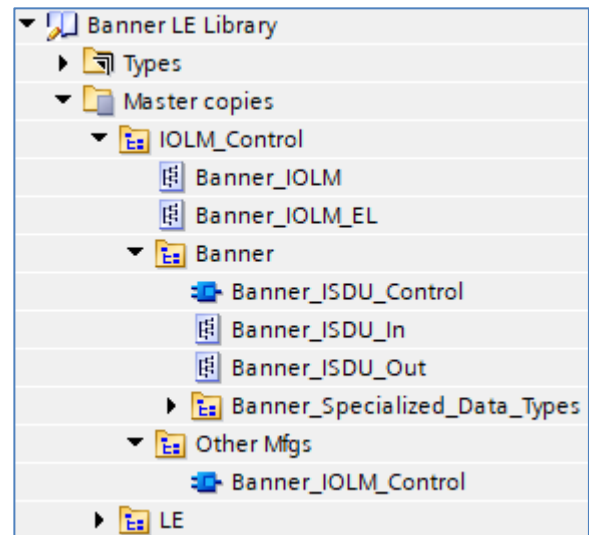 Banner LE Library
Types
Master copies
IOLM_Control
Banner_IOLM
Banner_IOLM_EL
Banner
Banner_ISDU_Control
Banner_ISDU_In
Banner_ISDU_Out
Banner_Specialized_Data_Types
Other Mfgs
Banner_IOLM_Control
LE